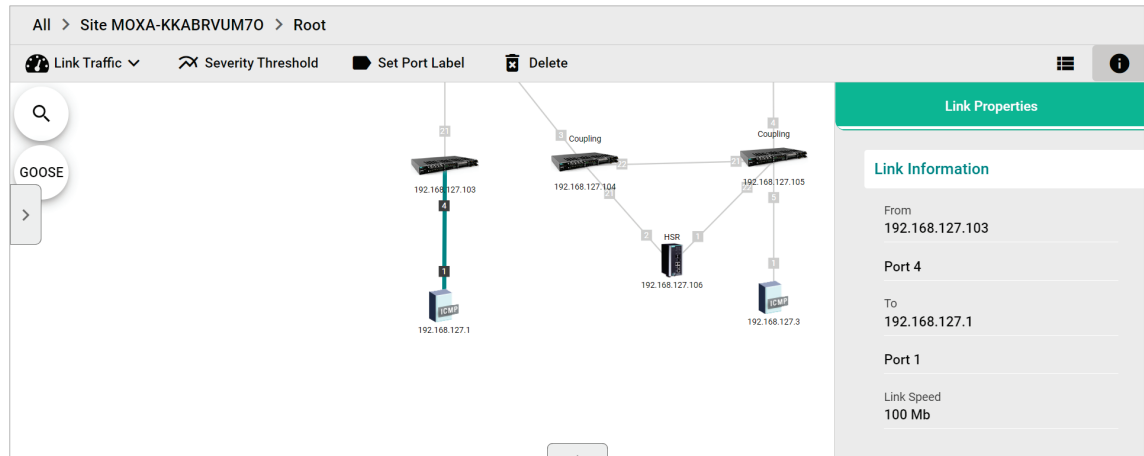 All > Site MOXA-KKABRVUM7O > Root
Link Traffic
Severity Threshold
Set Port Label
Delete
GOOSE
21
192.168.127.103
4
1
ICMP
192.168.127.1
3
Coupling
22
192.168.127.104
21
4
Coupling
21
192.168.127.105
22
5
2
HSR
1
192.168.127.106
1
ICMP
192.168.127.3
Link Properties
Link Information
From
192.168.127.103
Port 4
To
192.168.127.1
Port 1
Link Speed
100 Mb